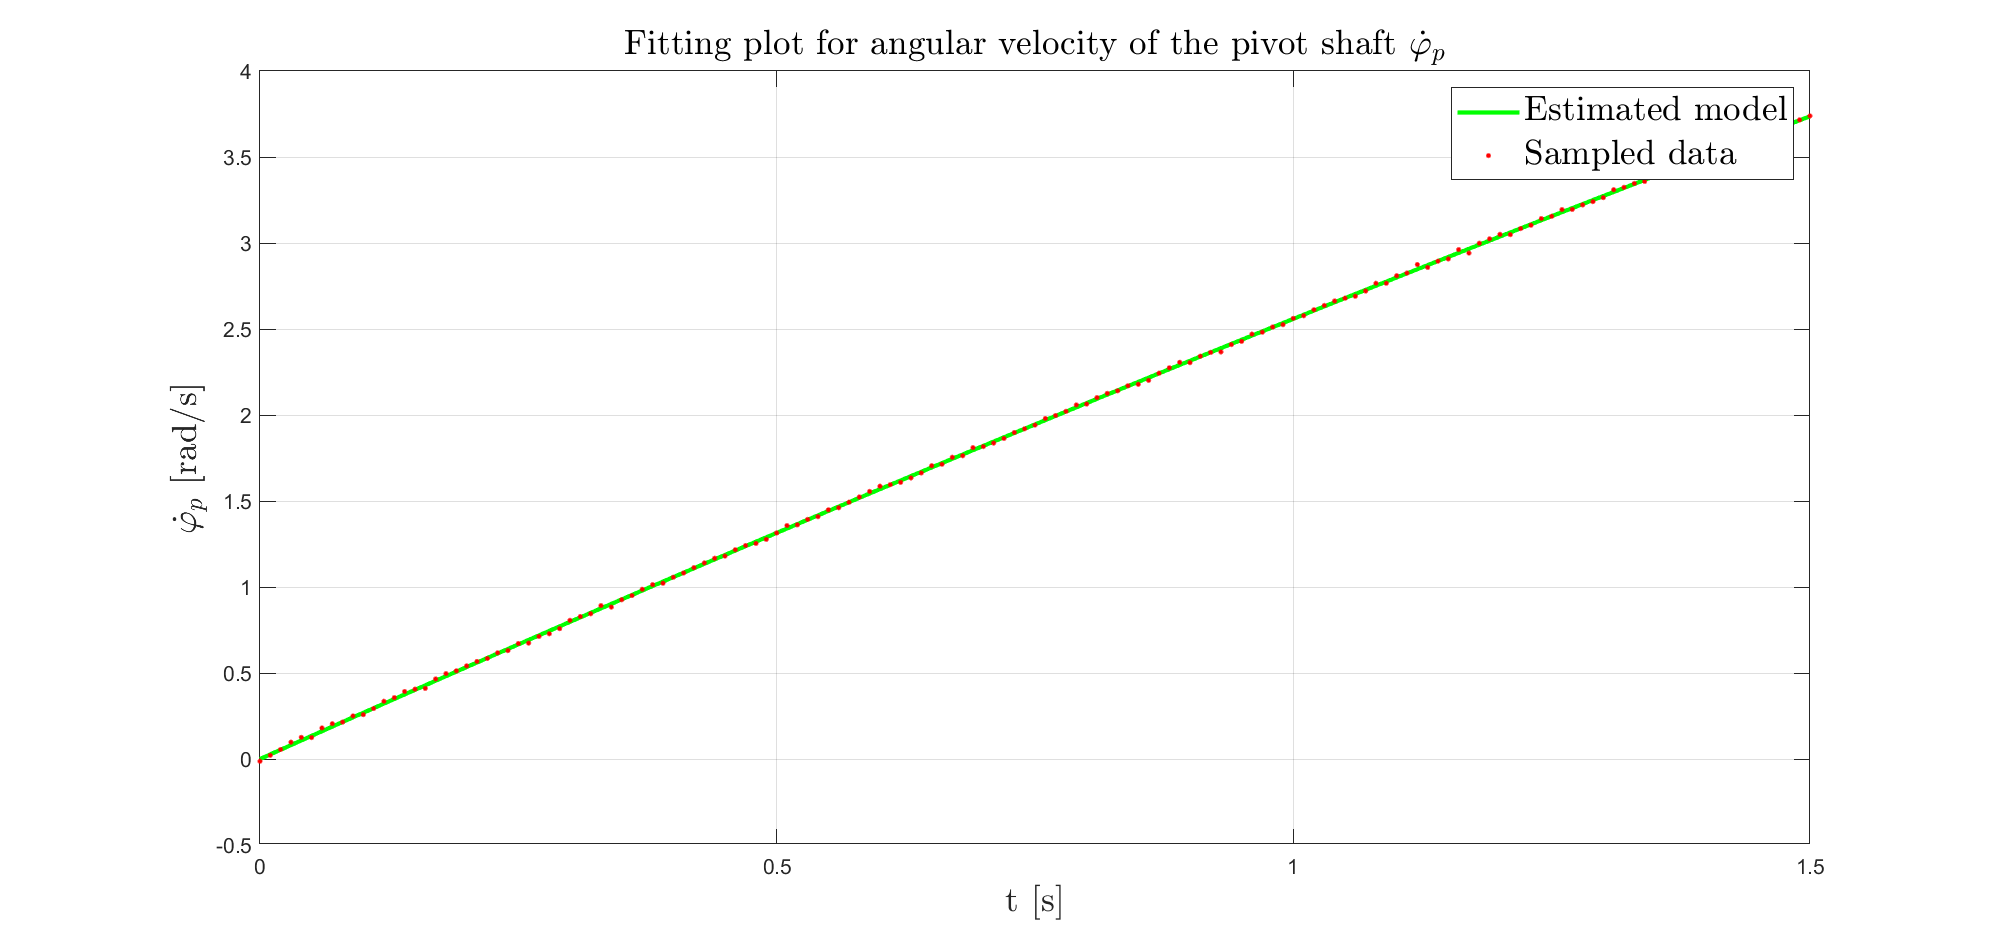 Fitting plot for angular velocity of the pivot shaft φ̇ₚ
4
3.5
3
2.5
2
1.5
1
0.5
0
-0.5
φ̇ₚ [rad/s]
Estimated model
Sampled data
0 0.5 1 1.5
t [s]